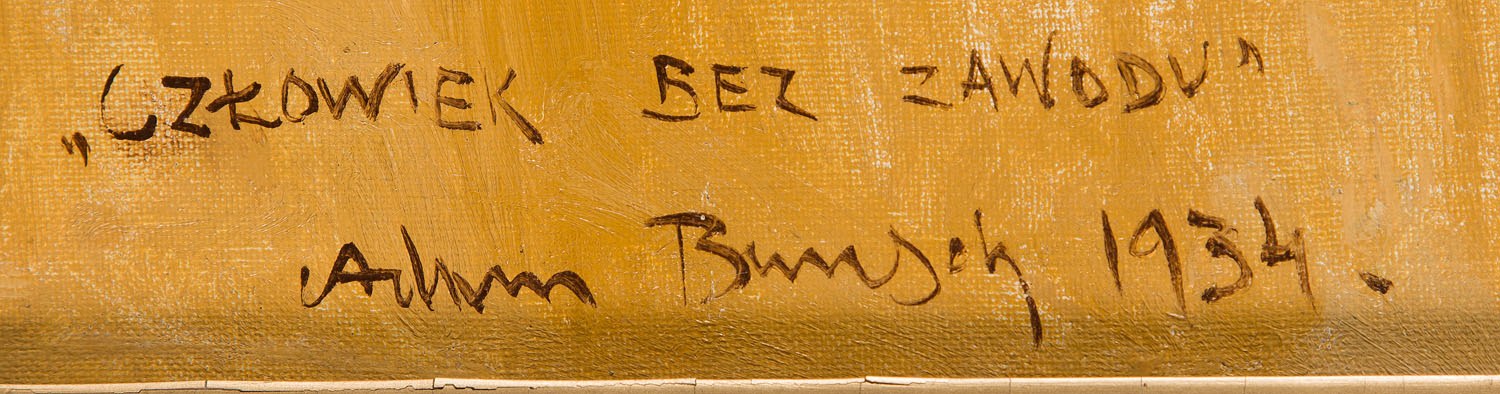 „CZŁOWIEK BEZ ZAWODU”
Adam Bunsch 1934.